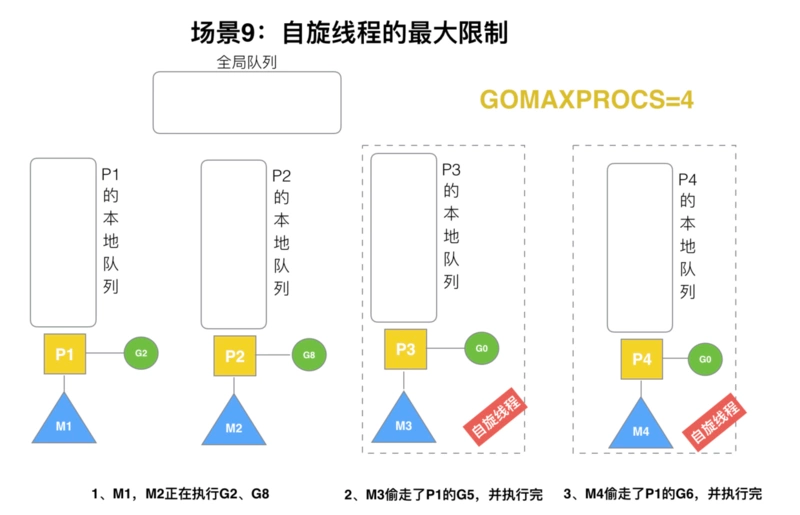 场景9：自旋线程的最大限制
全局队列
GOMAXPROCS=4
P1的本地队列
P2的本地队列
P3的本地队列
P4的本地队列
P1
G2
P2
G8
P3
G0
P4
G0
M1
M2
M3
自旋线程
M4
自旋线程
1、M1，M2正在执行G2、G8
2、M3偷走了P1的G5，并执行完
3、M4偷走了P1的G6，并执行完